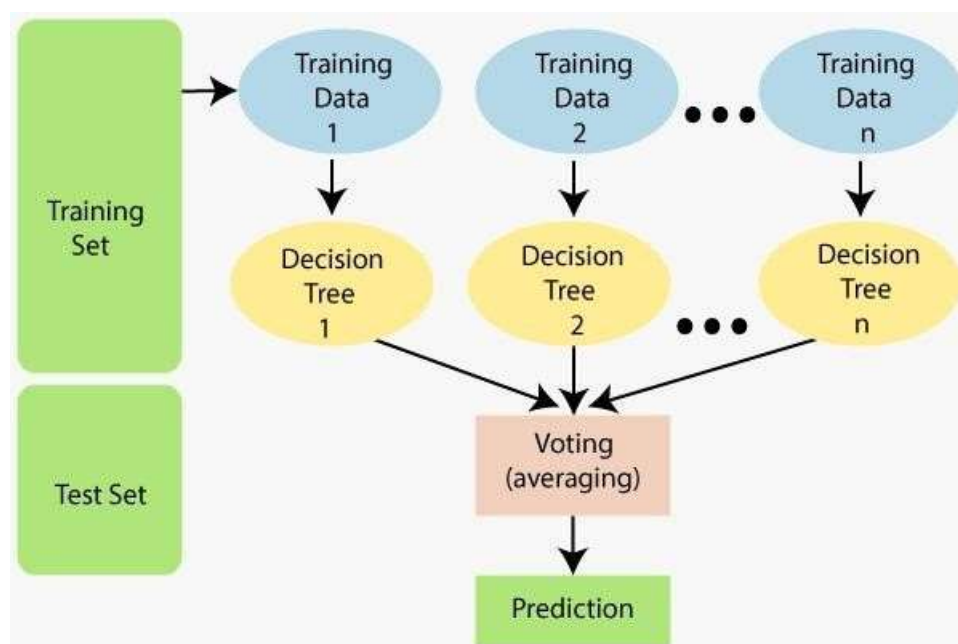 Training
Set
Test Set
Training
Data
1
Training
Data
2
Training
Data
n
Decision
Tree
1
Decision
Tree
2
Decision
Tree
n
Voting
(averaging)
Prediction